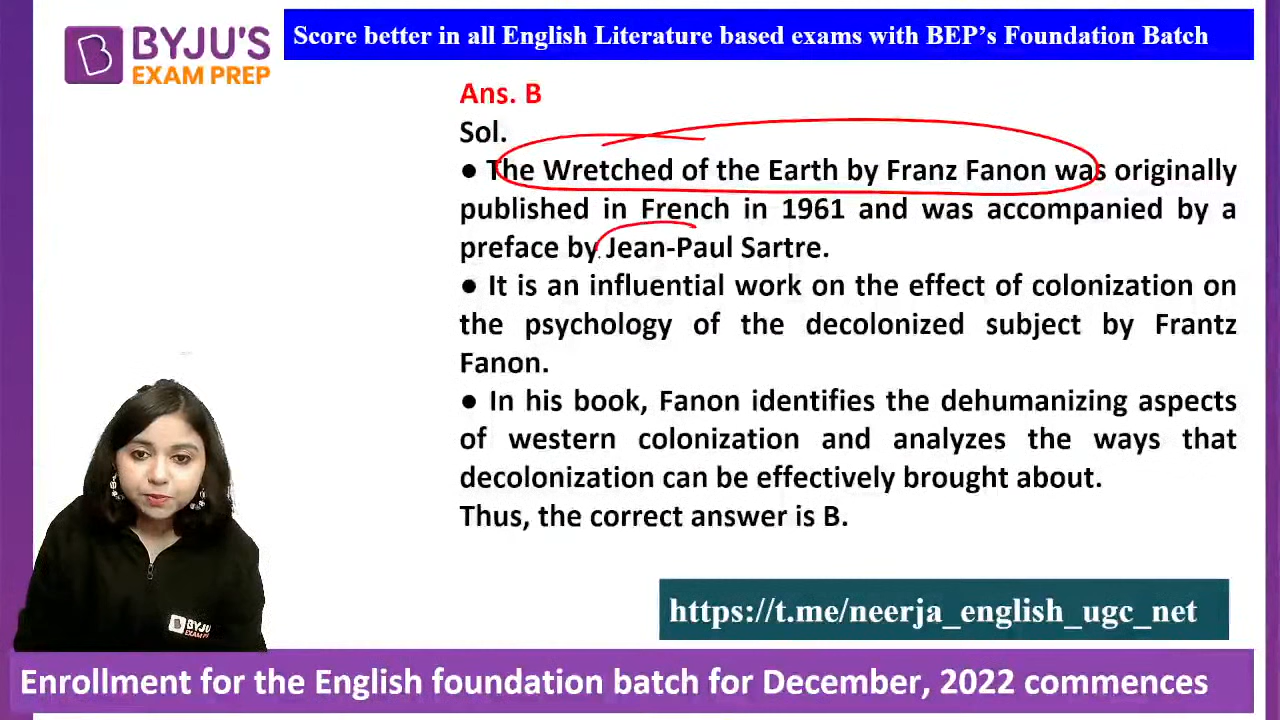 BYJU'S
EXAM PREP
Score better in all English Literature based exams with BEP's Foundation Batch
Ans. B
Sol.
● The Wretched of the Earth by Franz Fanon was originally
published in French in 1961 and was accompanied by a
preface by Jean-Paul Sartre.
● It is an influential work on the effect of colonization on
the psychology of the decolonized subject by Frantz
Fanon.
● In his book, Fanon identifies the dehumanizing aspects
of western colonization and analyzes the ways that
decolonization can be effectively brought about.
Thus, the correct answer is B.
https://t.me/neerja_english_ugc_net
BYJU'S
EXAM PREP
Enrollment for the English foundation batch for December, 2022 commences